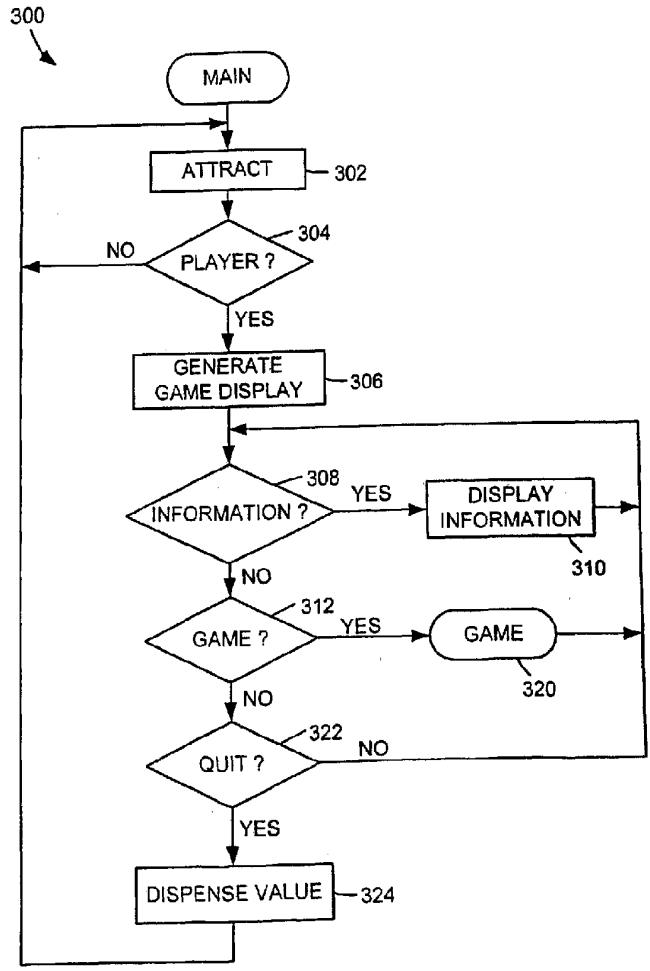 300
MAIN
ATTRACT
302
304
NO
PLAYER ?
YES
GENERATE
GAME DISPLAY
306
308
INFORMATION ?
YES
DISPLAY
INFORMATION
310
NO
312
GAME ?
YES
GAME
320
NO
322
QUIT ?
NO
YES
DISPENSE VALUE
324